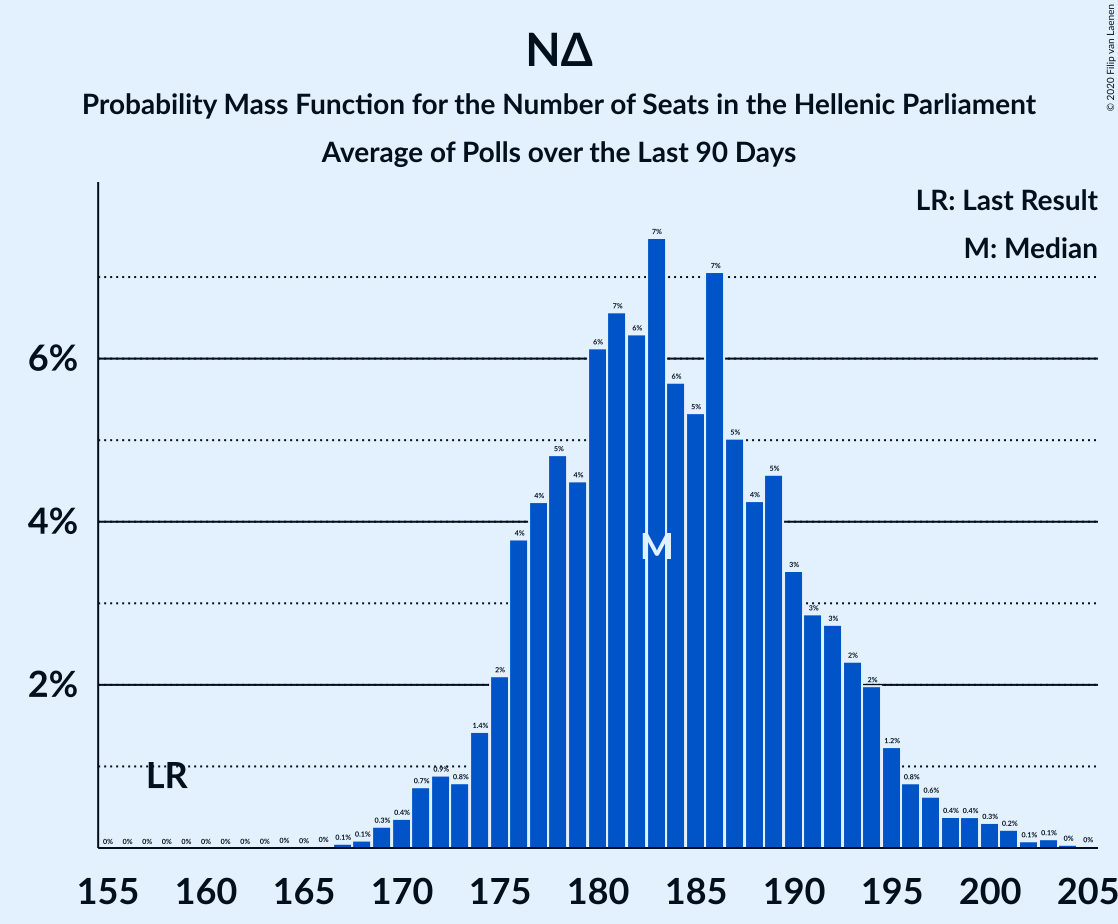 © 2020 Filip van Laenen
ΝΔ
Probability Mass Function for the Number of Seats in the Hellenic Parliament
Average of Polls over the Last 90 Days
LR: Last Result
M: Median
6%
4%
2%
0% 0% 0% 0% 0% 0% 0% 0% 0% 0% 0% 0% 0.1% 0.1% 0.3% 0.4% 0.7% 0.9% 0.8% 1.4% 2% 4% 4% 5% 4% 6% 7% 6% 7% 6% 5% 7% 5% 4% 5% 3% 3% 3% 2% 2% 1.2% 0.8% 0.6% 0.4% 0.4% 0.3% 0.2% 0.1% 0.1% 0% 0%
M
LR
155 160 165 170 175 180 185 190 195 200 205